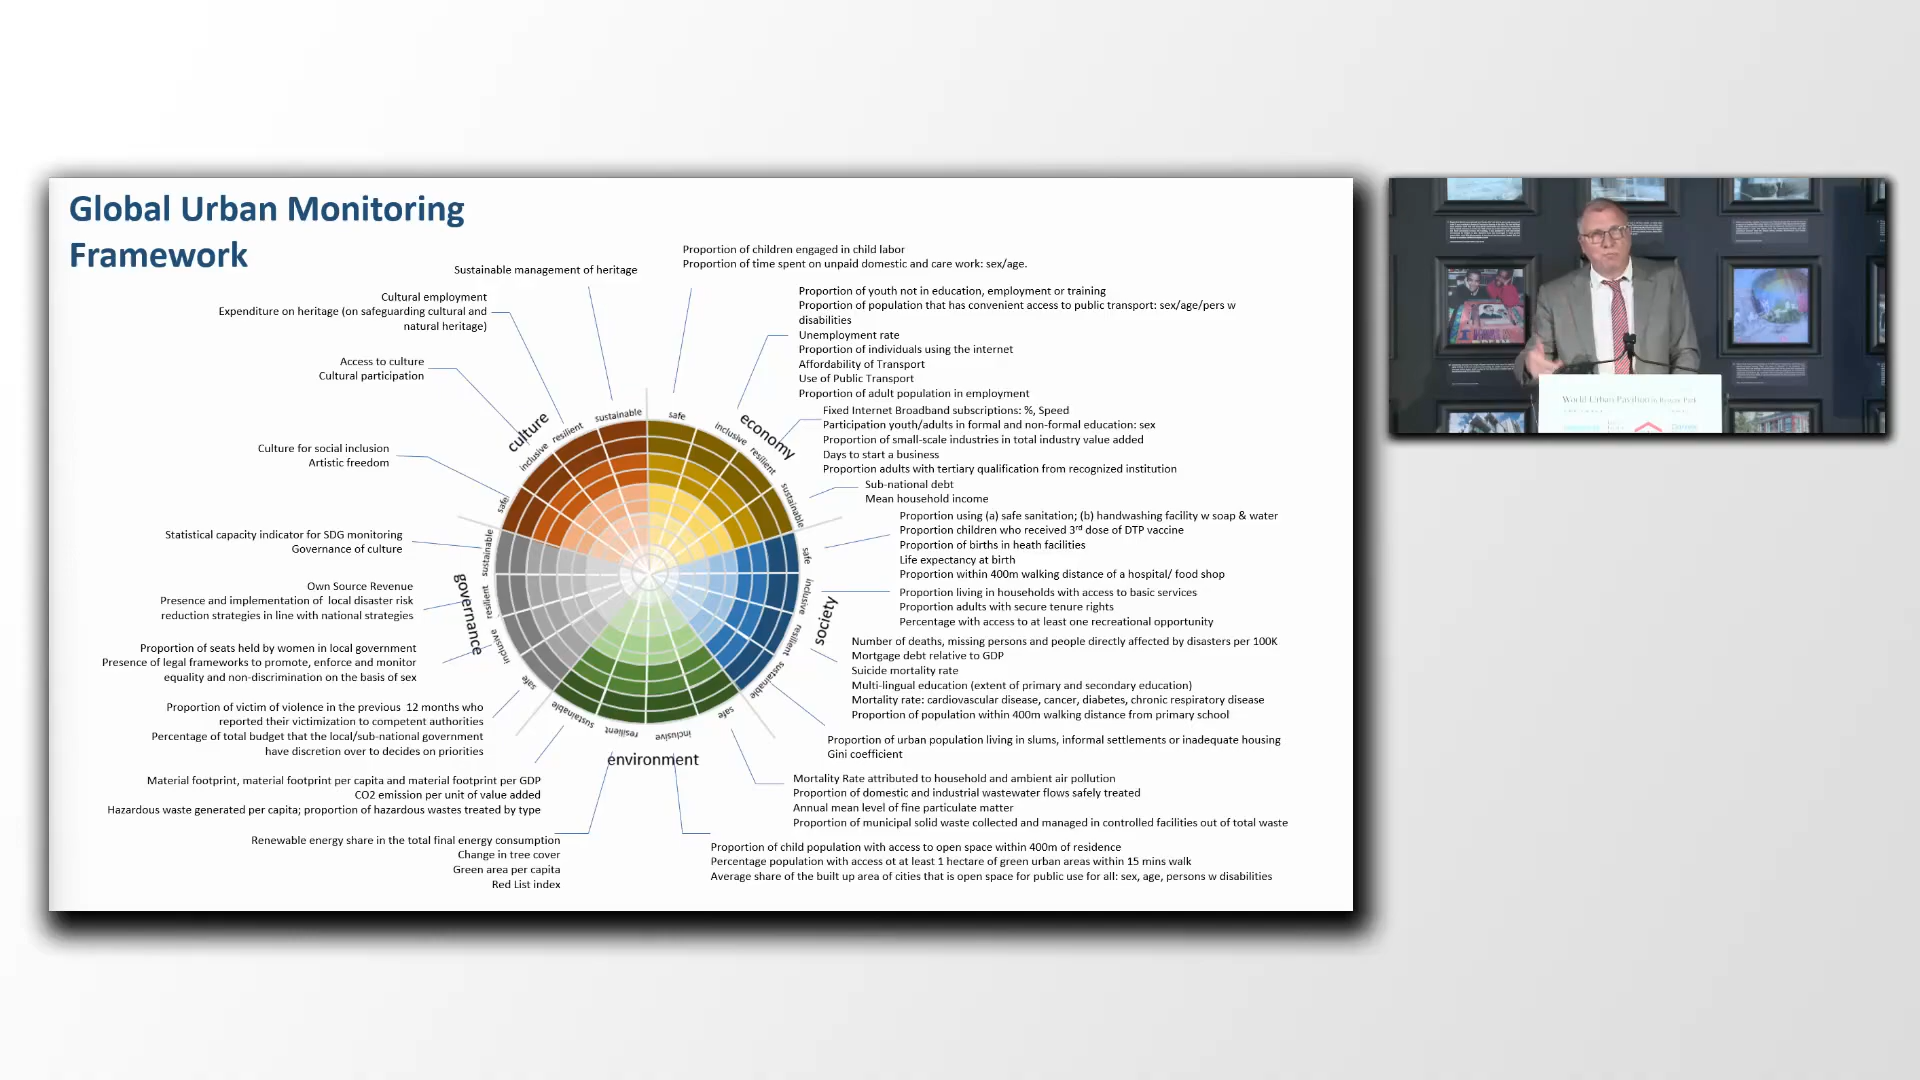 Global Urban Monitoring
Framework
Proportion of children engaged in child labor
Proportion of time spent on unpaid domestic and care work: sex/age.
Sustainable management of heritage
Cultural employment
Expenditure on heritage (on safeguarding cultural and
natural heritage)
Access to culture
Cultural participation
Culture for social inclusion
Artistic freedom
Statistical capacity indicator for SDG monitoring
Governance of culture
Own Source Revenue
Presence and implementation of local disaster risk
reduction strategies in line with national strategies
Proportion of seats held by women in local government
Presence of legal frameworks to promote, enforce and monitor
equality and non-discrimination on the basis of sex
Proportion of victim of violence in the previous 12 months who
reported their victimization to competent authorities
Percentage of total budget that the local/sub-national government
have discretion over to decides on priorities
Material footprint, material footprint per capita and material footprint per GDP
CO2 emission per unit of value added
Hazardous waste generated per capita; proportion of hazardous wastes treated by type
Renewable energy share in the total final energy consumption
Change in tree cover
Green area per capita
Red List index
culture
safe
inclusive
resilient
sustainable
economy
safe
inclusive
resilient
sustainable
society
safe
inclusive
resilient
sustainable
environment
safe
inclusive
resilient
sustainable
governance
safe
inclusive
resilient
sustainable
Proportion of youth not in education, employment or training
Proportion of population that has convenient access to public transport: sex/age/pers w
disabilities
Unemployment rate
Proportion of individuals using the internet
Affordability of Transport
Use of Public Transport
Proportion of adult population in employment
Fixed Internet Broadband subscriptions: %, Speed
Participation youth/adults in formal and non-formal education: sex
Proportion of small-scale industries in total industry value added
Days to start a business
Proportion adults with tertiary qualification from recognized institution
Sub-national debt
Mean household income
Proportion using (a) safe sanitation; (b) handwashing facility w soap & water
Proportion children who received 3rd dose of DTP vaccine
Proportion of births in heath facilities
Life expectancy at birth
Proportion within 400m walking distance of a hospital/ food shop
Proportion living in households with access to basic services
Proportion adults with secure tenure rights
Percentage with access to at least one recreational opportunity
Number of deaths, missing persons and people directly affected by disasters per 100K
Mortgage debt relative to GDP
Suicide mortality rate
Multi-lingual education (extent of primary and secondary education)
Mortality rate: cardiovascular disease, cancer, diabetes, chronic respiratory disease
Proportion of population within 400m walking distance from primary school
Proportion of urban population living in slums, informal settlements or inadequate housing
Gini coefficient
Mortality Rate attributed to household and ambient air pollution
Proportion of domestic and industrial wastewater flows safely treated
Annual mean level of fine particulate matter
Proportion of municipal solid waste collected and managed in controlled facilities out of total waste
Proportion of child population with access to open space within 400m of residence
Percentage population with access ot at least 1 hectare of green urban areas within 15 mins walk
Average share of the built up area of cities that is open space for public use for all: sex, age, persons w disabilities
World Urban Pavilion in Regent Park